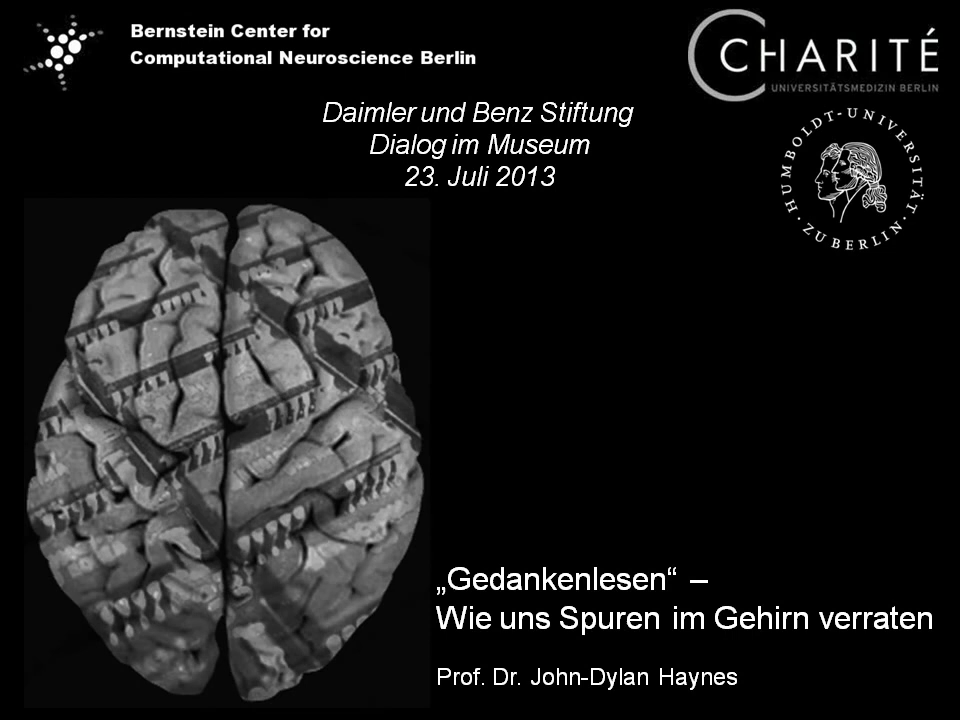 Bernstein Center for
Computational Neuroscience Berlin
CHARITÉ
UNIVERSITÄTSMEDIZIN BERLIN
Daimler und Benz Stiftung
Dialog im Museum
23. Juli 2013
HUMBOLDT-UNIVERSITÄT
· ZU BERLIN ·
„Gedankenlesen“ –
Wie uns Spuren im Gehirn verraten
Prof. Dr. John-Dylan Haynes